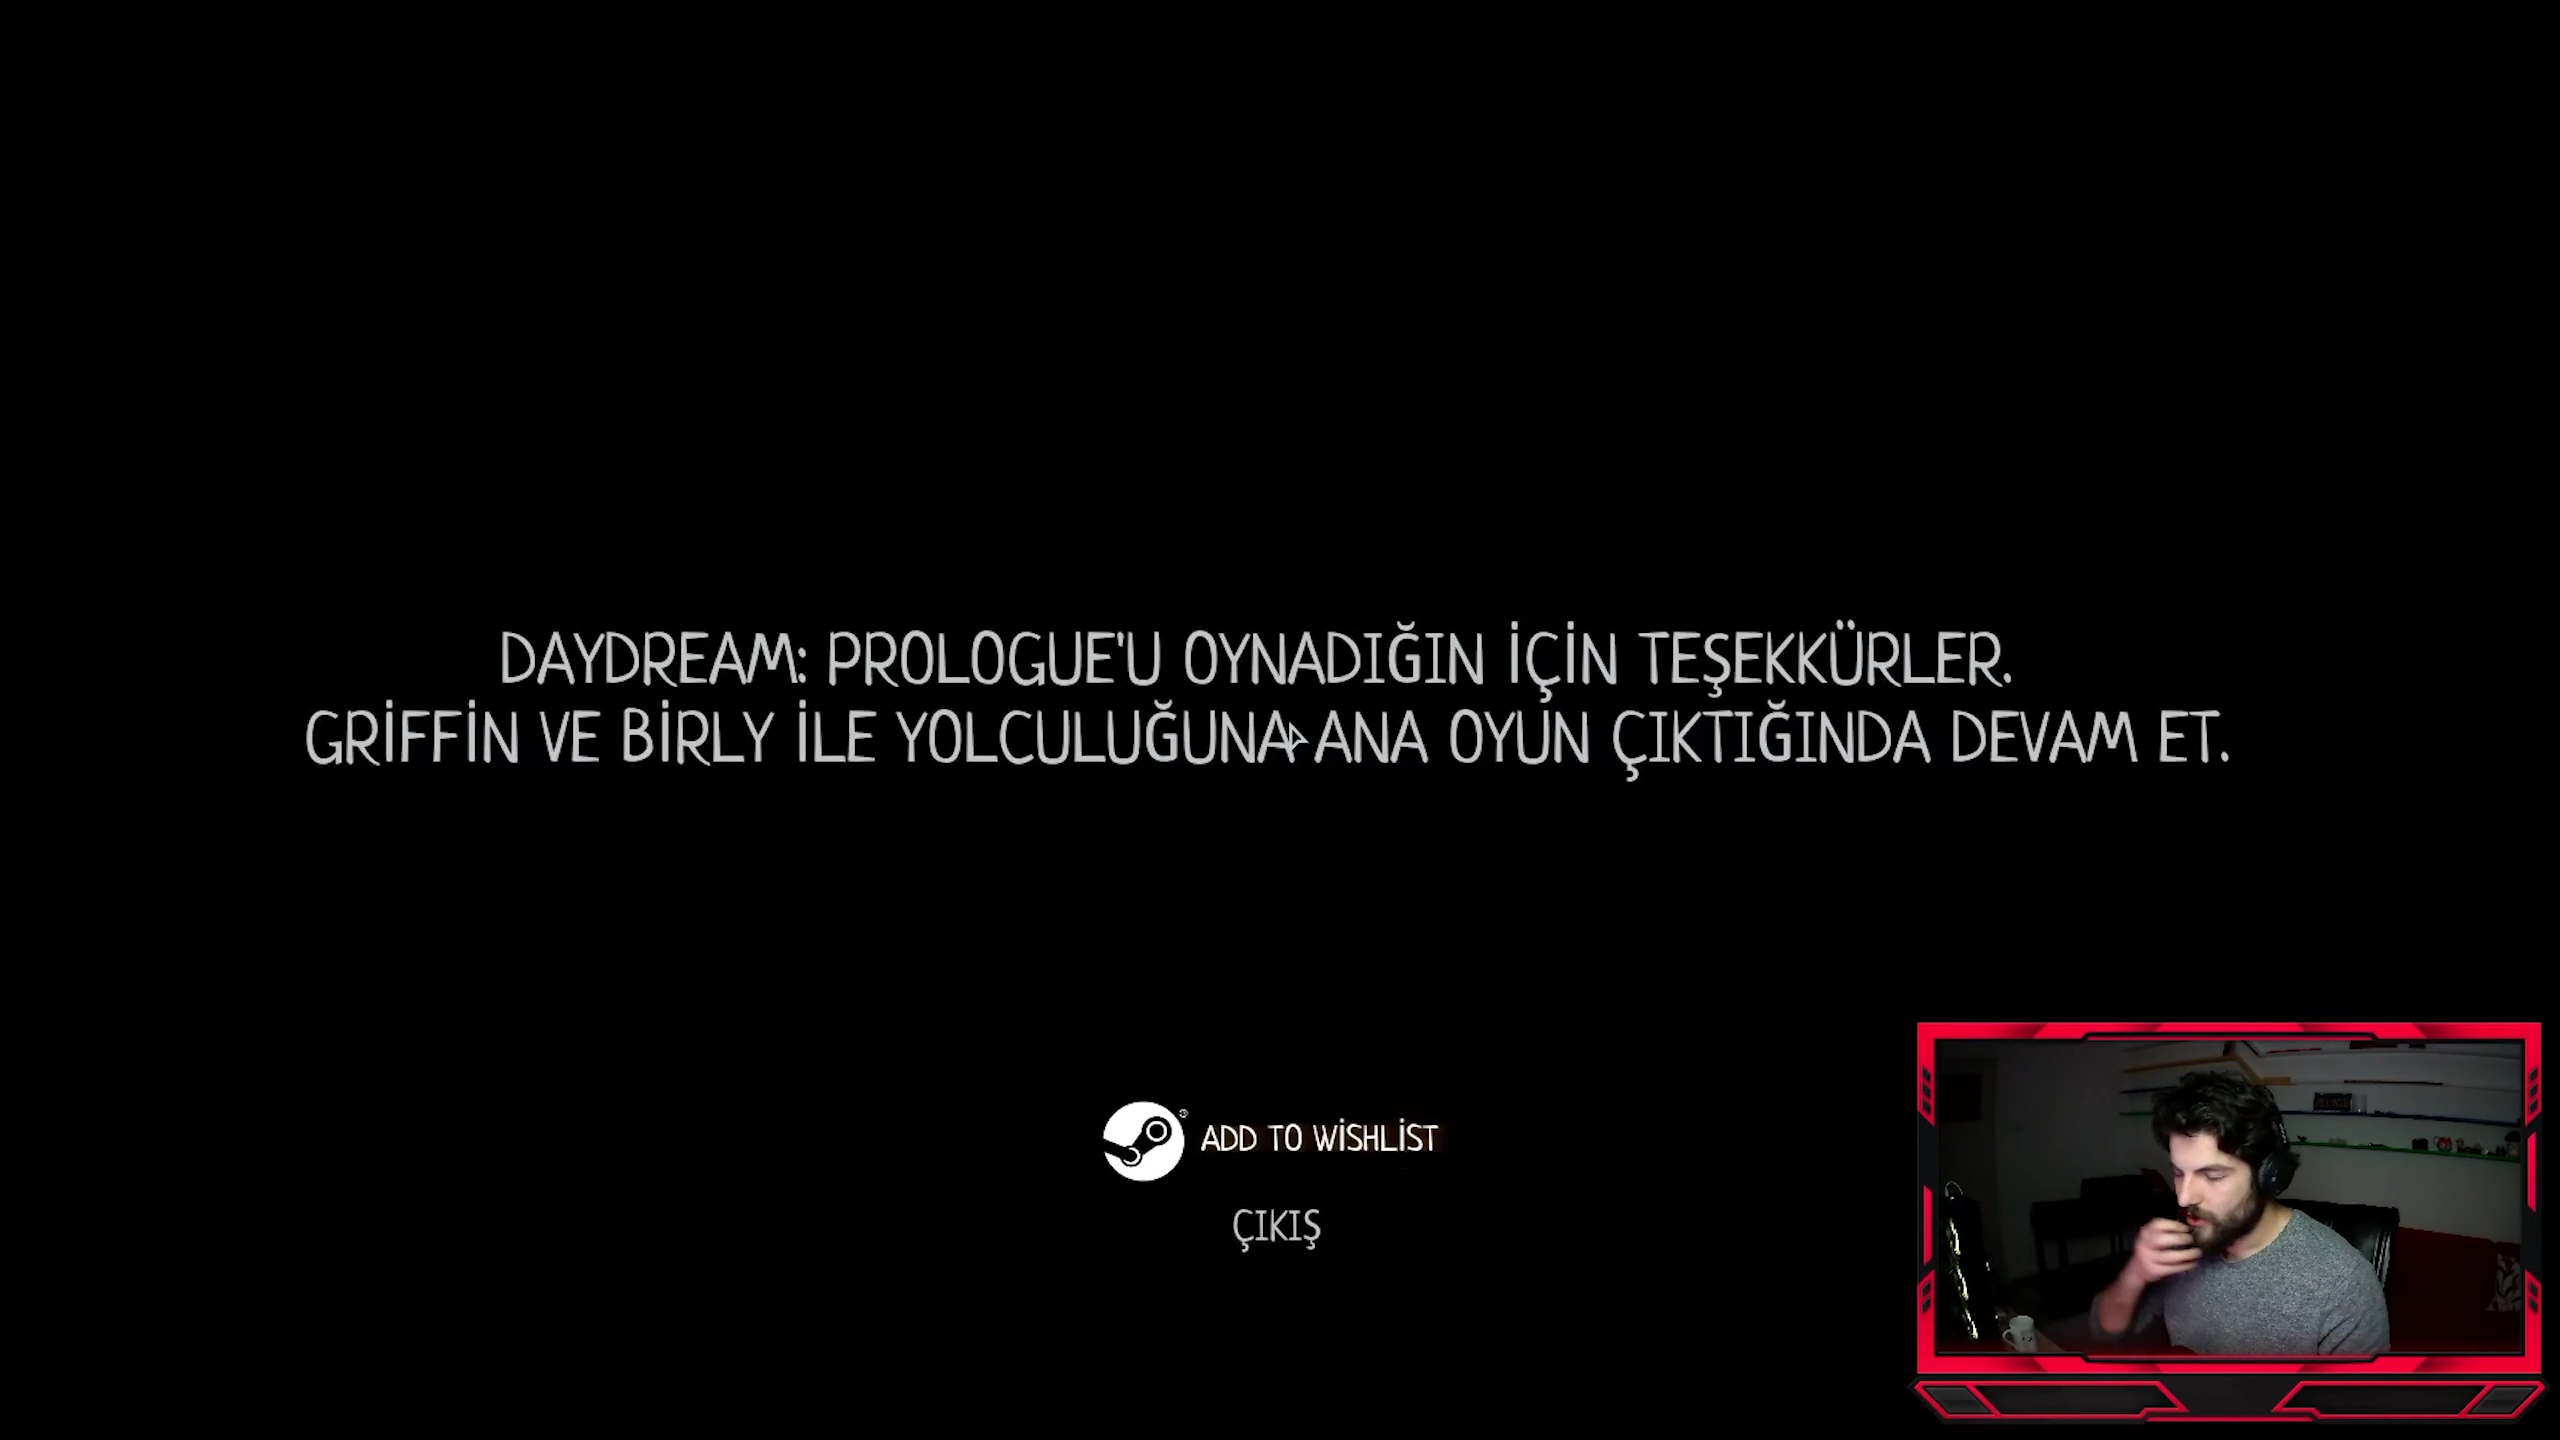 DAYDREAM: PROLOGUE'U OYNADIĞIN İÇİN TEŞEKKÜRLER.
GRİFFİN VE BİRLY İLE YOLCULUĞUNA ANA OYUN ÇIKTIĞINDA DEVAM ET.
ADD TO WİSHLİST
ÇIKIŞ